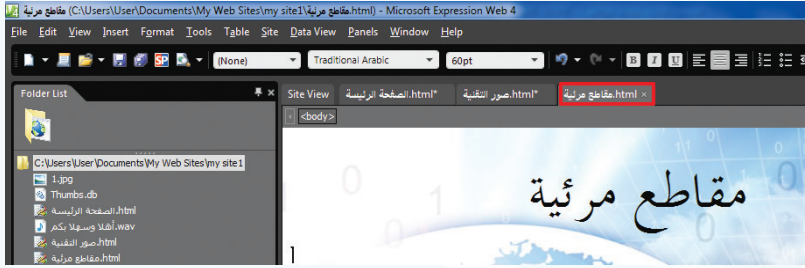 مقاطع مرئية (C:\Users\User\Documents\My Web Sites\my site1\مقاطع مرئية.html) - Microsoft Expression Web 4
File Edit View Insert Format Tools Table Site Data View Panels Window Help
(None) Traditional Arabic 60pt B I U
Folder List
Site View الصفحة الرئيسة.html* صور التقنية.html* مقاطع مرئية.html ×
<body>
C:\Users\User\Documents\My Web Sites\my site1
1.jpg
Thumbs.db
الصفحة الرئيسة.html
أهلا وسهلا بكم.wav
صور التقنية.html
مقاطع مرئية.html
مقاطع مرئية